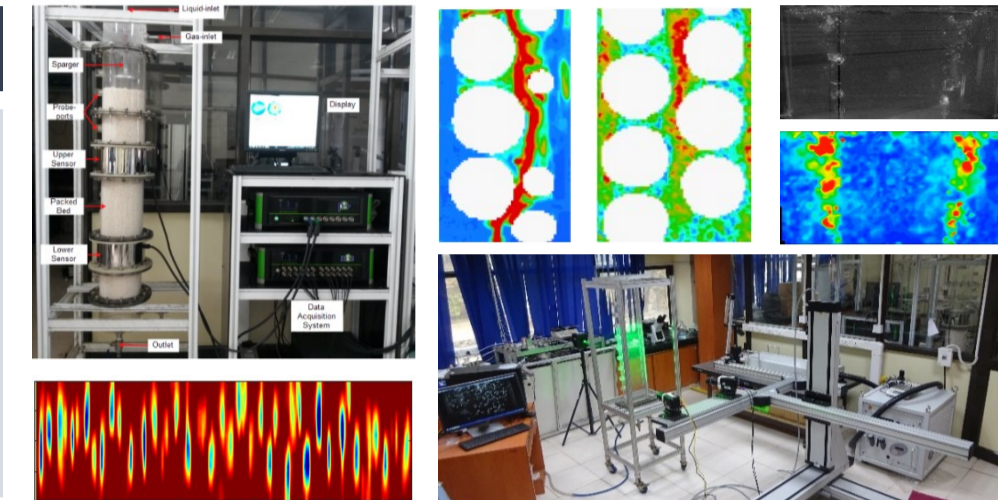 Liquid-inlet
Gas-inlet
Sparger
Probe-
ports
Display
Upper
Sensor
Packed
Bed
Lower
Sensor
Data
Acquisition
System
Outlet